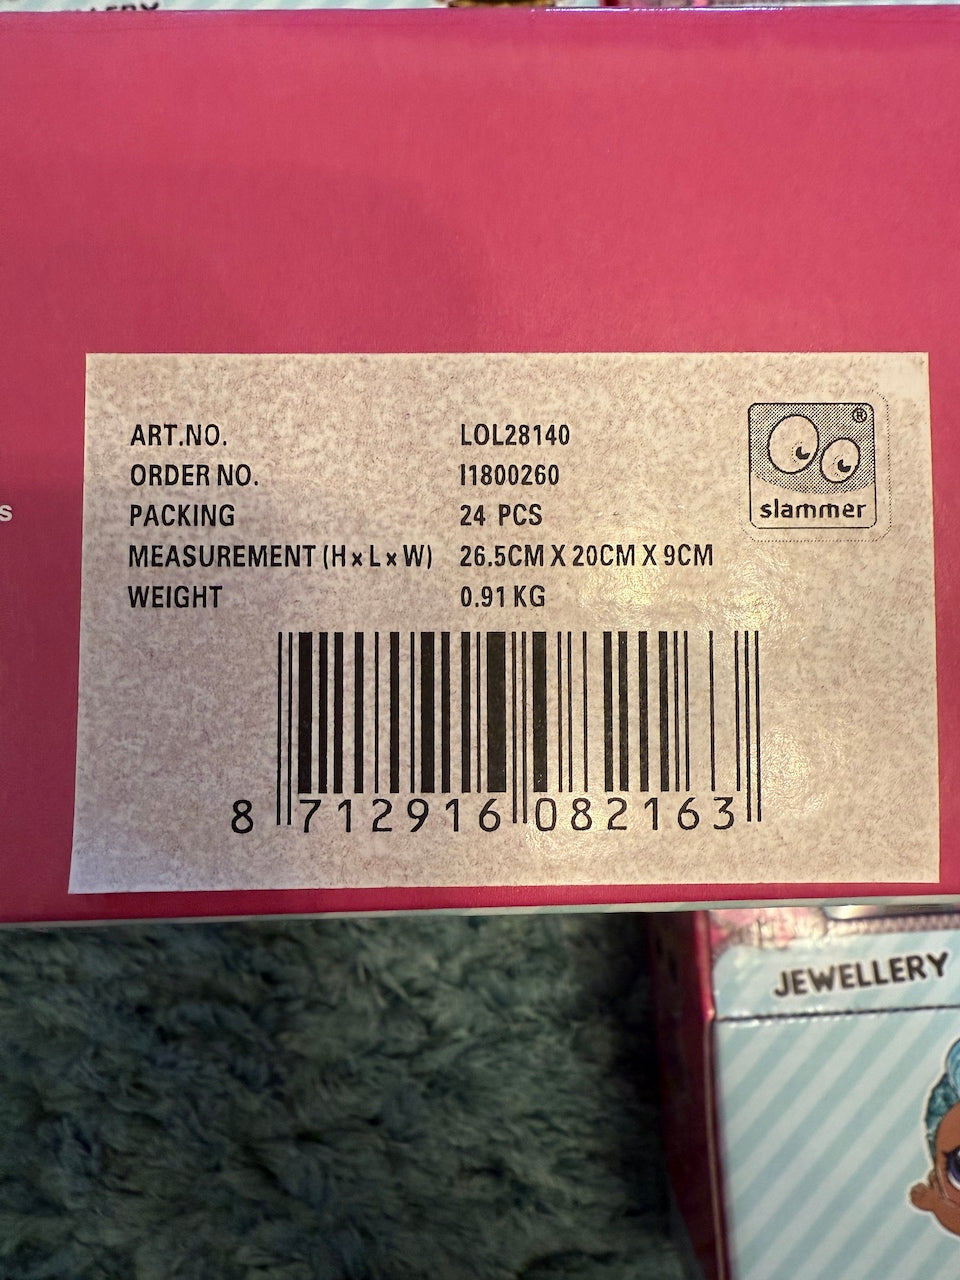 s
ART.NO. LOL28140
ORDER NO. I1800260
PACKING 24 PCS
MEASUREMENT (H x L x W) 26.5CM X 20CM X 9CM
WEIGHT 0.91 KG
®
slammer
8 712916 082163
JEWELLERY